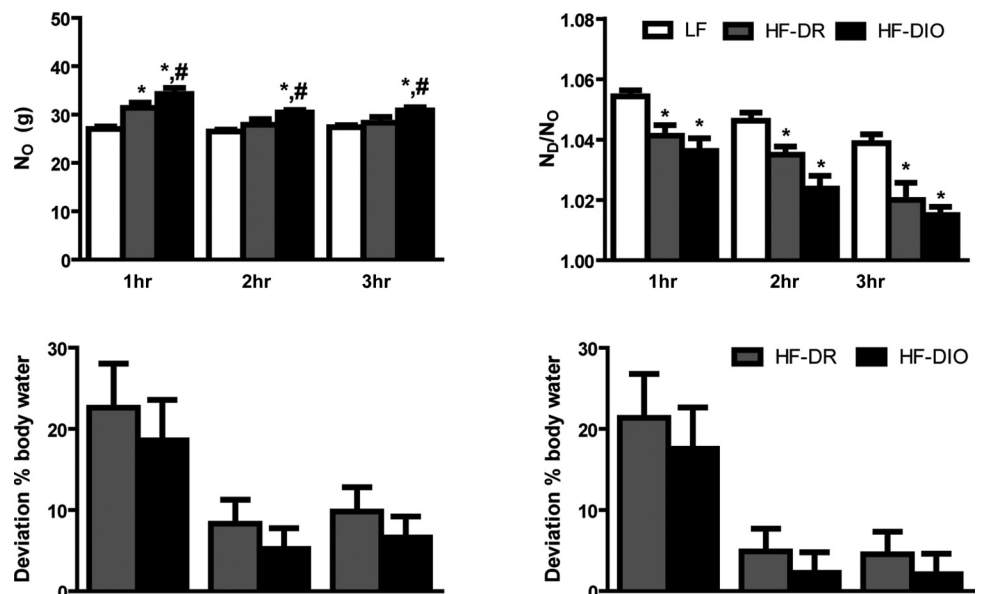 50
40
30
20
10
0
N_O (g)
*
*,#
*,#
*,#
1hr
2hr
3hr
1.08
1.06
1.04
1.02
1.00
N_D/N_O
LF
HF-DR
HF-DIO
*
*
*
*
*
*
1hr
2hr
3hr
30
20
10
0
Deviation % body water
30
20
10
0
Deviation % body water
HF-DR
HF-DIO